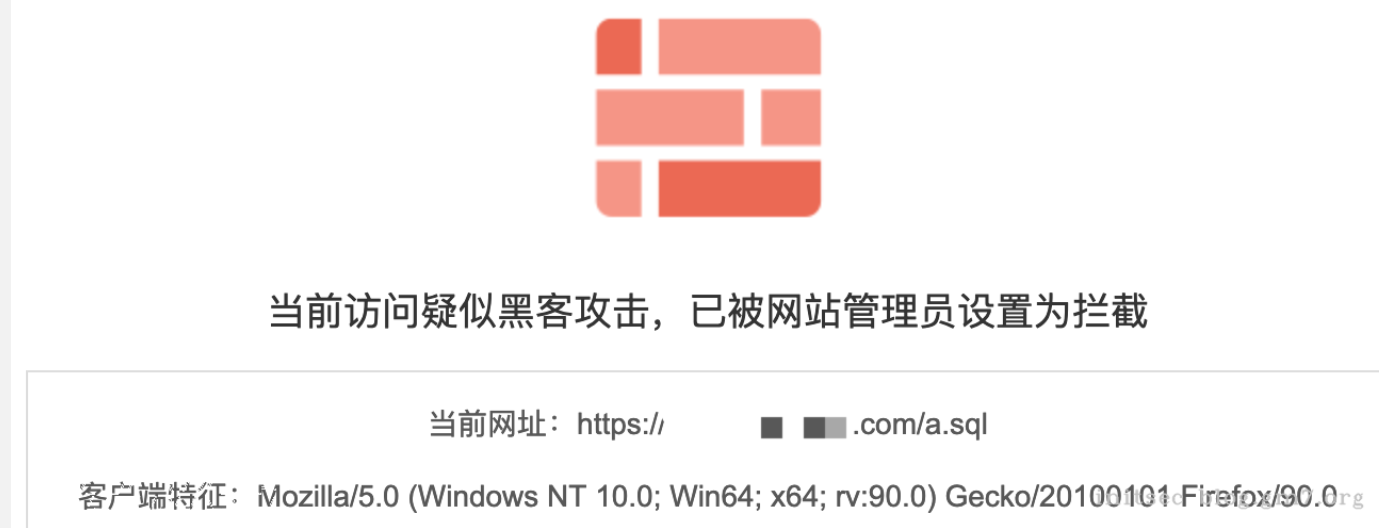 当前访问疑似黑客攻击，已被网站管理员设置为拦截
当前网址：https:// .com/a.sql
客户端特征：Mozilla/5.0 (Windows NT 10.0; Win64; x64; rv:90.0) Gecko/20100101 Firefox/90.0